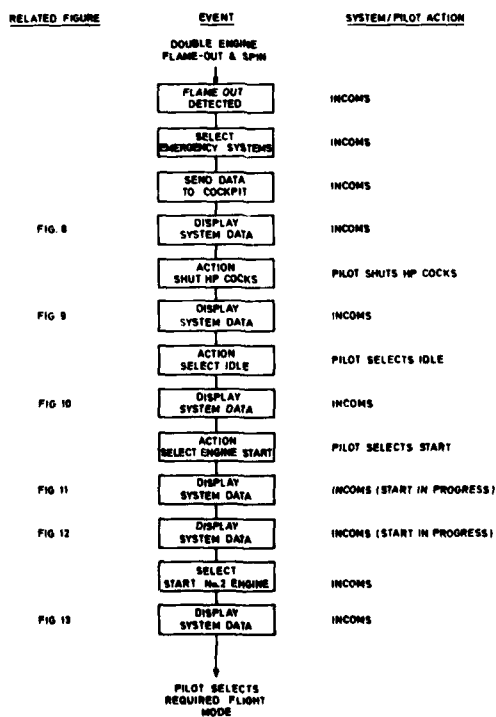 RELATED FIGURE EVENT SYSTEM/PILOT ACTION
DOUBLE ENGINE
FLAME-OUT & SPIN
FLAME OUT
DETECTED
INCOMS
SELECT
EMERGENCY SYSTEMS
INCOMS
SEND DATA
TO COCKPIT
INCOMS
FIG. 8
DISPLAY
SYSTEM DATA
INCOMS
ACTION
SHUT HP COCKS
PILOT SHUTS HP COCKS
FIG 9
DISPLAY
SYSTEM DATA
INCOMS
ACTION
SELECT IDLE
PILOT SELECTS IDLE
FIG 10
DISPLAY
SYSTEM DATA
INCOMS
ACTION
SELECT ENGINE START
PILOT SELECTS START
FIG 11
DISPLAY
SYSTEM DATA
INCOMS (START IN PROGRESS)
FIG 12
DISPLAY
SYSTEM DATA
INCOMS (START IN PROGRESS)
SELECT
START No.2 ENGINE
INCOMS
FIG 13
DISPLAY
SYSTEM DATA
INCOMS
PILOT SELECTS
REQUIRED FLIGHT
MODE